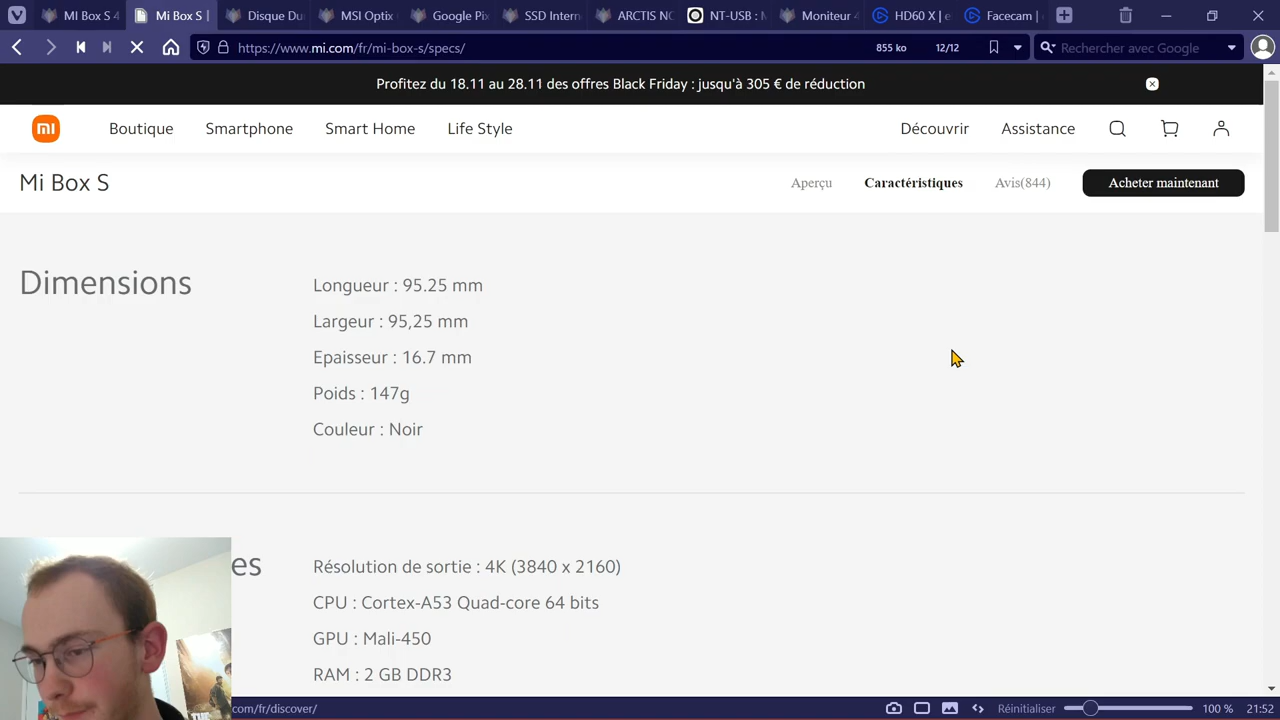 MI Box 4
Mi Box S |
Disque Du
MSI Optix
Google Pix
SSD Intern
ARCTIS NO
NT-USB : M
Moniteur 4
HD60 X | e
Facecam |
https://www.mi.com/fr/mi-box-s/specs/
855 ko
12/12
Rechercher avec Google
Profitez du 18.11 au 28.11 des offres Black Friday : jusqu'à 305 € de réduction
mi
Boutique
Smartphone
Smart Home
Life Style
Découvrir
Assistance
Mi Box S
Aperçu
Caractéristiques
Avis(844)
Acheter maintenant
Dimensions
Longueur : 95.25 mm
Largeur : 95,25 mm
Epaisseur : 16.7 mm
Poids : 147g
Couleur : Noir
es
Résolution de sortie : 4K (3840 x 2160)
CPU : Cortex-A53 Quad-core 64 bits
GPU : Mali-450
RAM : 2 GB DDR3
com/fr/discover/
Réinitialiser
100 %
21:52